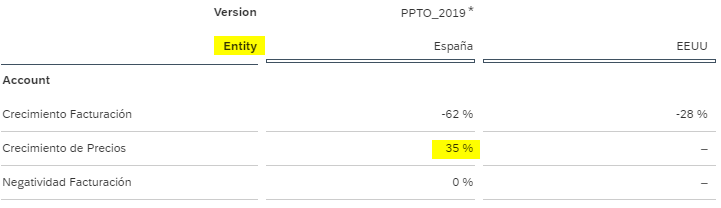 Version PPTO_2019 *
Entity España EEUU
Account
Crecimiento Facturación -62 % -28 %
Crecimiento de Precios 35 % –
Negatividad Facturación 0 % –